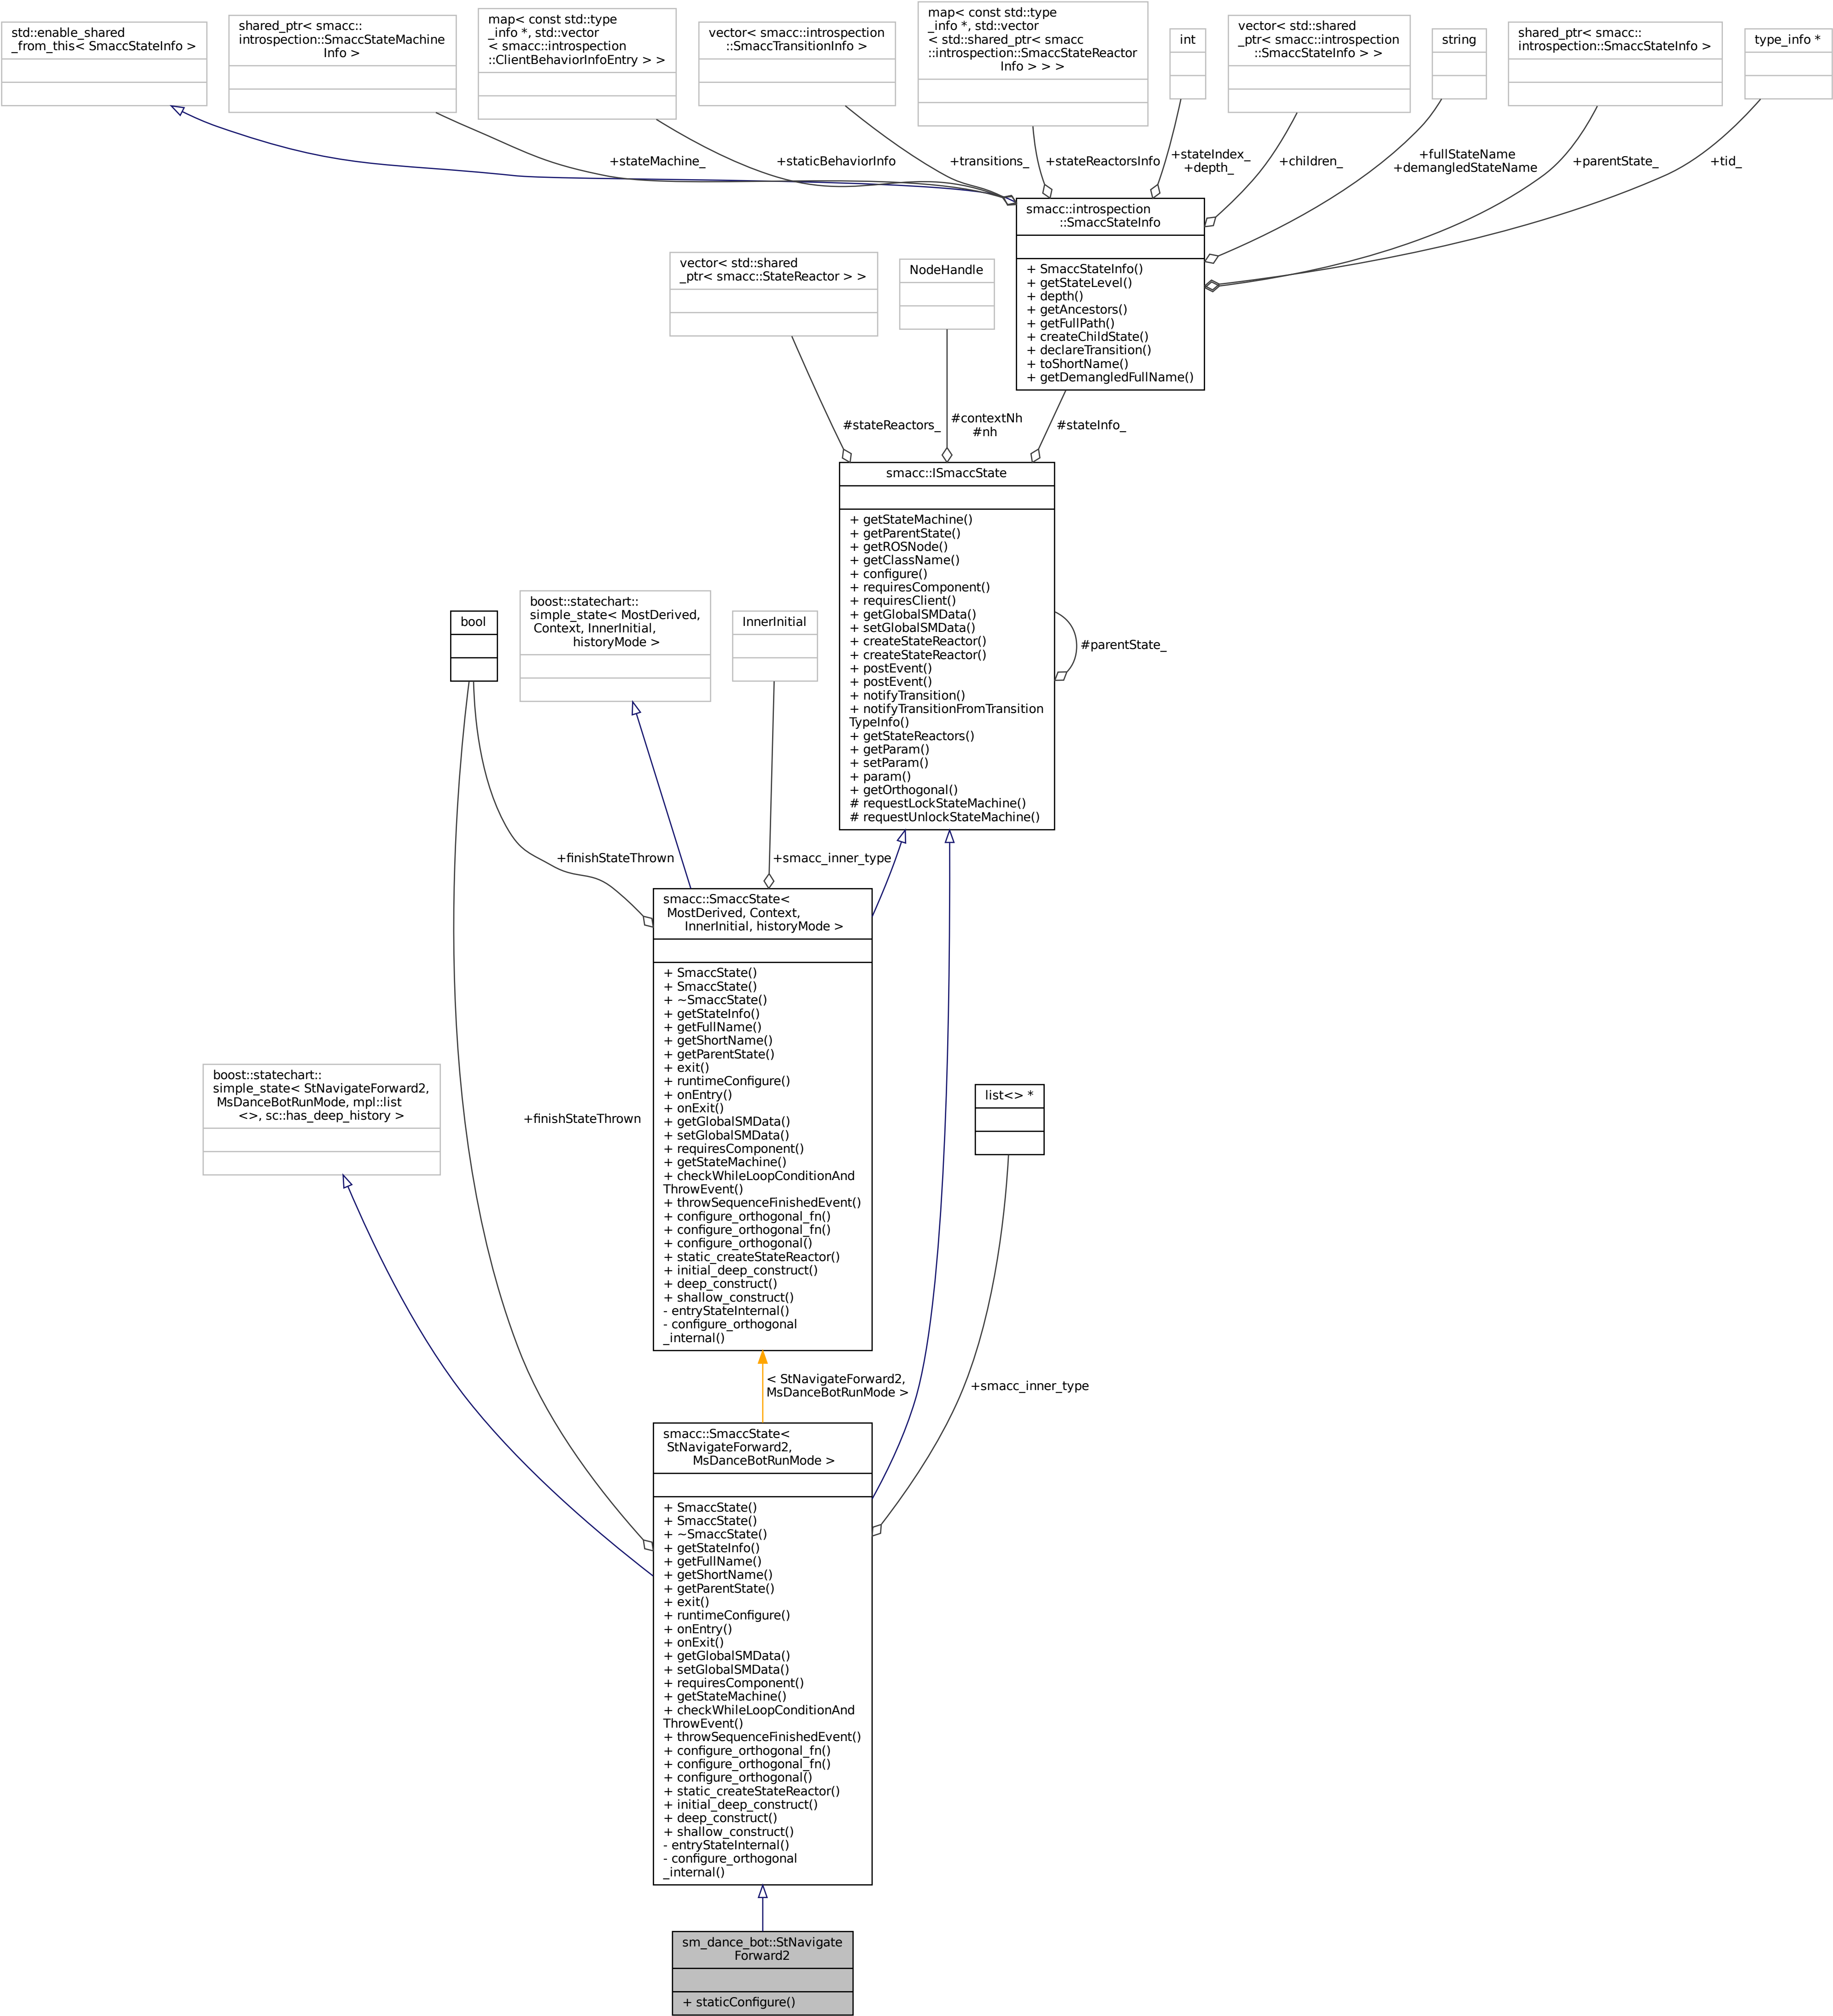 std::enable_shared
_from_this< SmaccStateInfo >
shared_ptr< smacc::
introspection::SmaccStateMachine
Info >
map< const std::type
_info *, std::vector
< smacc::introspection
::ClientBehaviorInfoEntry > >
vector< smacc::introspection
::SmaccTransitionInfo >
map< const std::type
_info *, std::vector
< std::shared_ptr< smacc
::introspection::SmaccStateReactor
Info > > >
int
vector< std::shared
_ptr< smacc::introspection
::SmaccStateInfo > >
string
shared_ptr< smacc::
introspection::SmaccStateInfo >
type_info *
+stateMachine_
+staticBehaviorInfo
+transitions_
+stateReactorsInfo
+stateIndex_
+depth_
+children_
+fullStateName
+demangledStateName
+parentState_
+tid_
smacc::introspection
::SmaccStateInfo
+ SmaccStateInfo()
+ getStateLevel()
+ depth()
+ getAncestors()
+ getFullPath()
+ createChildState()
+ declareTransition()
+ toShortName()
+ getDemangledFullName()
vector< std::shared
_ptr< smacc::StateReactor > >
NodeHandle
#stateReactors_
#contextNh
#nh
#stateInfo_
smacc::ISmaccState
+ getStateMachine()
+ getParentState()
+ getROSNode()
+ getClassName()
+ configure()
+ requiresComponent()
+ requiresClient()
+ getGlobalSMData()
+ setGlobalSMData()
+ createStateReactor()
+ createStateReactor()
+ postEvent()
+ postEvent()
+ notifyTransition()
+ notifyTransitionFromTransition
TypeInfo()
+ getStateReactors()
+ getParam()
+ setParam()
+ param()
+ getOrthogonal()
# requestLockStateMachine()
# requestUnlockStateMachine()
#parentState_
bool
boost::statechart::
simple_state< MostDerived,
Context, InnerInitial,
historyMode >
InnerInitial
+finishStateThrown
+smacc_inner_type
smacc::SmaccState<
MostDerived, Context,
InnerInitial, historyMode >
+ SmaccState()
+ SmaccState()
+ ~SmaccState()
+ getStateInfo()
+ getFullName()
+ getShortName()
+ getParentState()
+ exit()
+ runtimeConfigure()
+ onEntry()
+ onExit()
+ getGlobalSMData()
+ setGlobalSMData()
+ requiresComponent()
+ getStateMachine()
+ checkWhileLoopConditionAnd
ThrowEvent()
+ throwSequenceFinishedEvent()
+ configure_orthogonal_fn()
+ configure_orthogonal_fn()
+ configure_orthogonal()
+ static_createStateReactor()
+ initial_deep_construct()
+ deep_construct()
+ shallow_construct()
- entryStateInternal()
- configure_orthogonal
_internal()
boost::statechart::
simple_state< StNavigateForward2,
MsDanceBotRunMode, mpl::list
<>, sc::has_deep_history >
+finishStateThrown
list<> *
< StNavigateForward2,
MsDanceBotRunMode >
+smacc_inner_type
smacc::SmaccState<
StNavigateForward2,
MsDanceBotRunMode >
+ SmaccState()
+ SmaccState()
+ ~SmaccState()
+ getStateInfo()
+ getFullName()
+ getShortName()
+ getParentState()
+ exit()
+ runtimeConfigure()
+ onEntry()
+ onExit()
+ getGlobalSMData()
+ setGlobalSMData()
+ requiresComponent()
+ getStateMachine()
+ checkWhileLoopConditionAnd
ThrowEvent()
+ throwSequenceFinishedEvent()
+ configure_orthogonal_fn()
+ configure_orthogonal_fn()
+ configure_orthogonal()
+ static_createStateReactor()
+ initial_deep_construct()
+ deep_construct()
+ shallow_construct()
- entryStateInternal()
- configure_orthogonal
_internal()
sm_dance_bot::StNavigate
Forward2
+ staticConfigure()